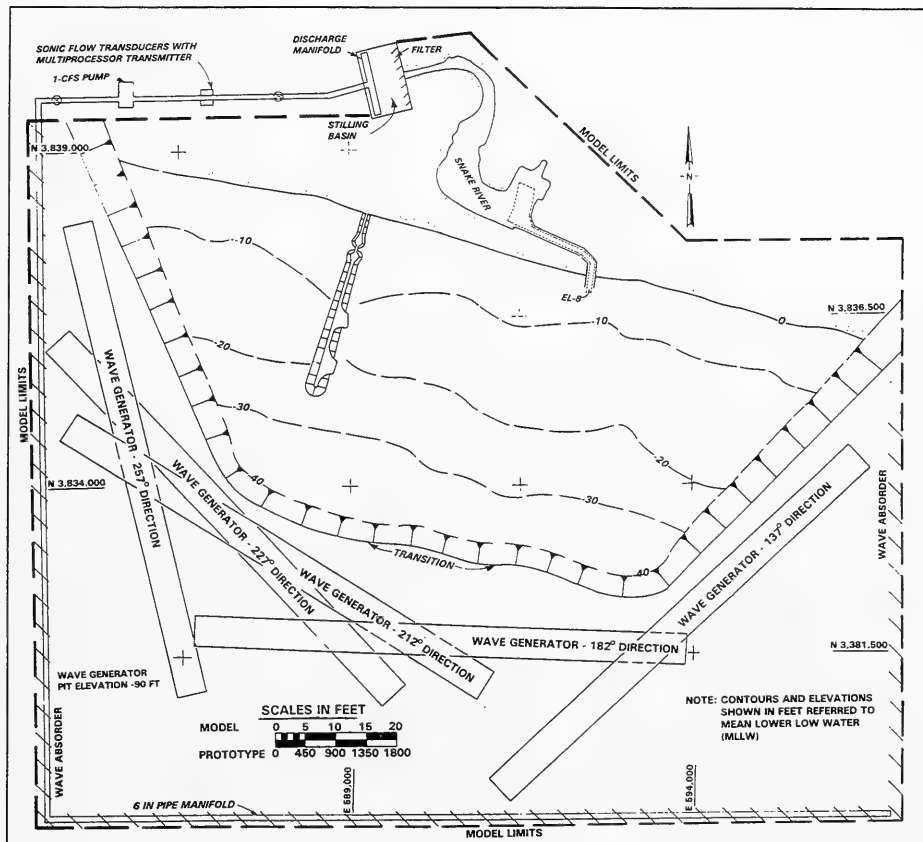 SONIC FLOW TRANSDUCERS WITH
MULTIPROCESSOR TRANSMITTER
1-CFS PUMP
DISCHARGE
MANIFOLD
FILTER
STILLING
BASIN
MODEL LIMITS
N 3,839.000
SNAKE RIVER
N
-10
EL-8
N 3,836.500
0
-10
-20
-30
-40
-20
-30
-40
MODEL LIMITS
WAVE GENERATOR - 257° DIRECTION
N 3,834.000
WAVE GENERATOR - 227° DIRECTION
TRANSITION
WAVE GENERATOR - 212° DIRECTION
WAVE GENERATOR - 137° DIRECTION
WAVE ABSORDER
WAVE GENERATOR - 182° DIRECTION
N 3,381.500
WAVE GENERATOR
PIT ELEVATION -90 FT
NOTE: CONTOURS AND ELEVATIONS
SHOWN IN FEET REFERRED TO
MEAN LOWER LOW WATER
(MLLW)
SCALES IN FEET
MODEL 0 5 10 15 20
PROTOTYPE 0 450 900 1350 1800
WAVE ABSORDER
E 589,000
E 594,000
6 IN PIPE MANIFOLD
MODEL LIMITS